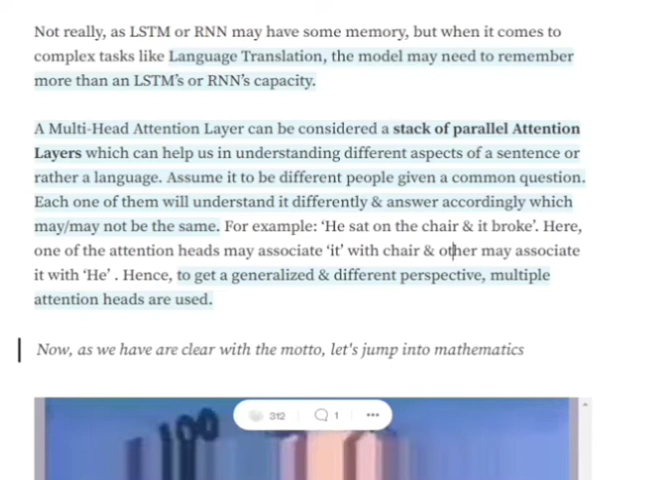 Not really, as LSTM or RNN may have some memory, but when it comes to
complex tasks like Language Translation, the model may need to remember
more than an LSTM's or RNN's capacity.
A Multi-Head Attention Layer can be considered a stack of parallel Attention
Layers which can help us in understanding different aspects of a sentence or
rather a language. Assume it to be different people given a common question.
Each one of them will understand it differently & answer accordingly which
may/may not be the same. For example: ‘He sat on the chair & it broke’. Here,
one of the attention heads may associate ‘it’ with chair & other may associate
it with ‘He’ . Hence, to get a generalized & different perspective, multiple
attention heads are used.
Now, as we have are clear with the motto, let's jump into mathematics
312 1 ...
100